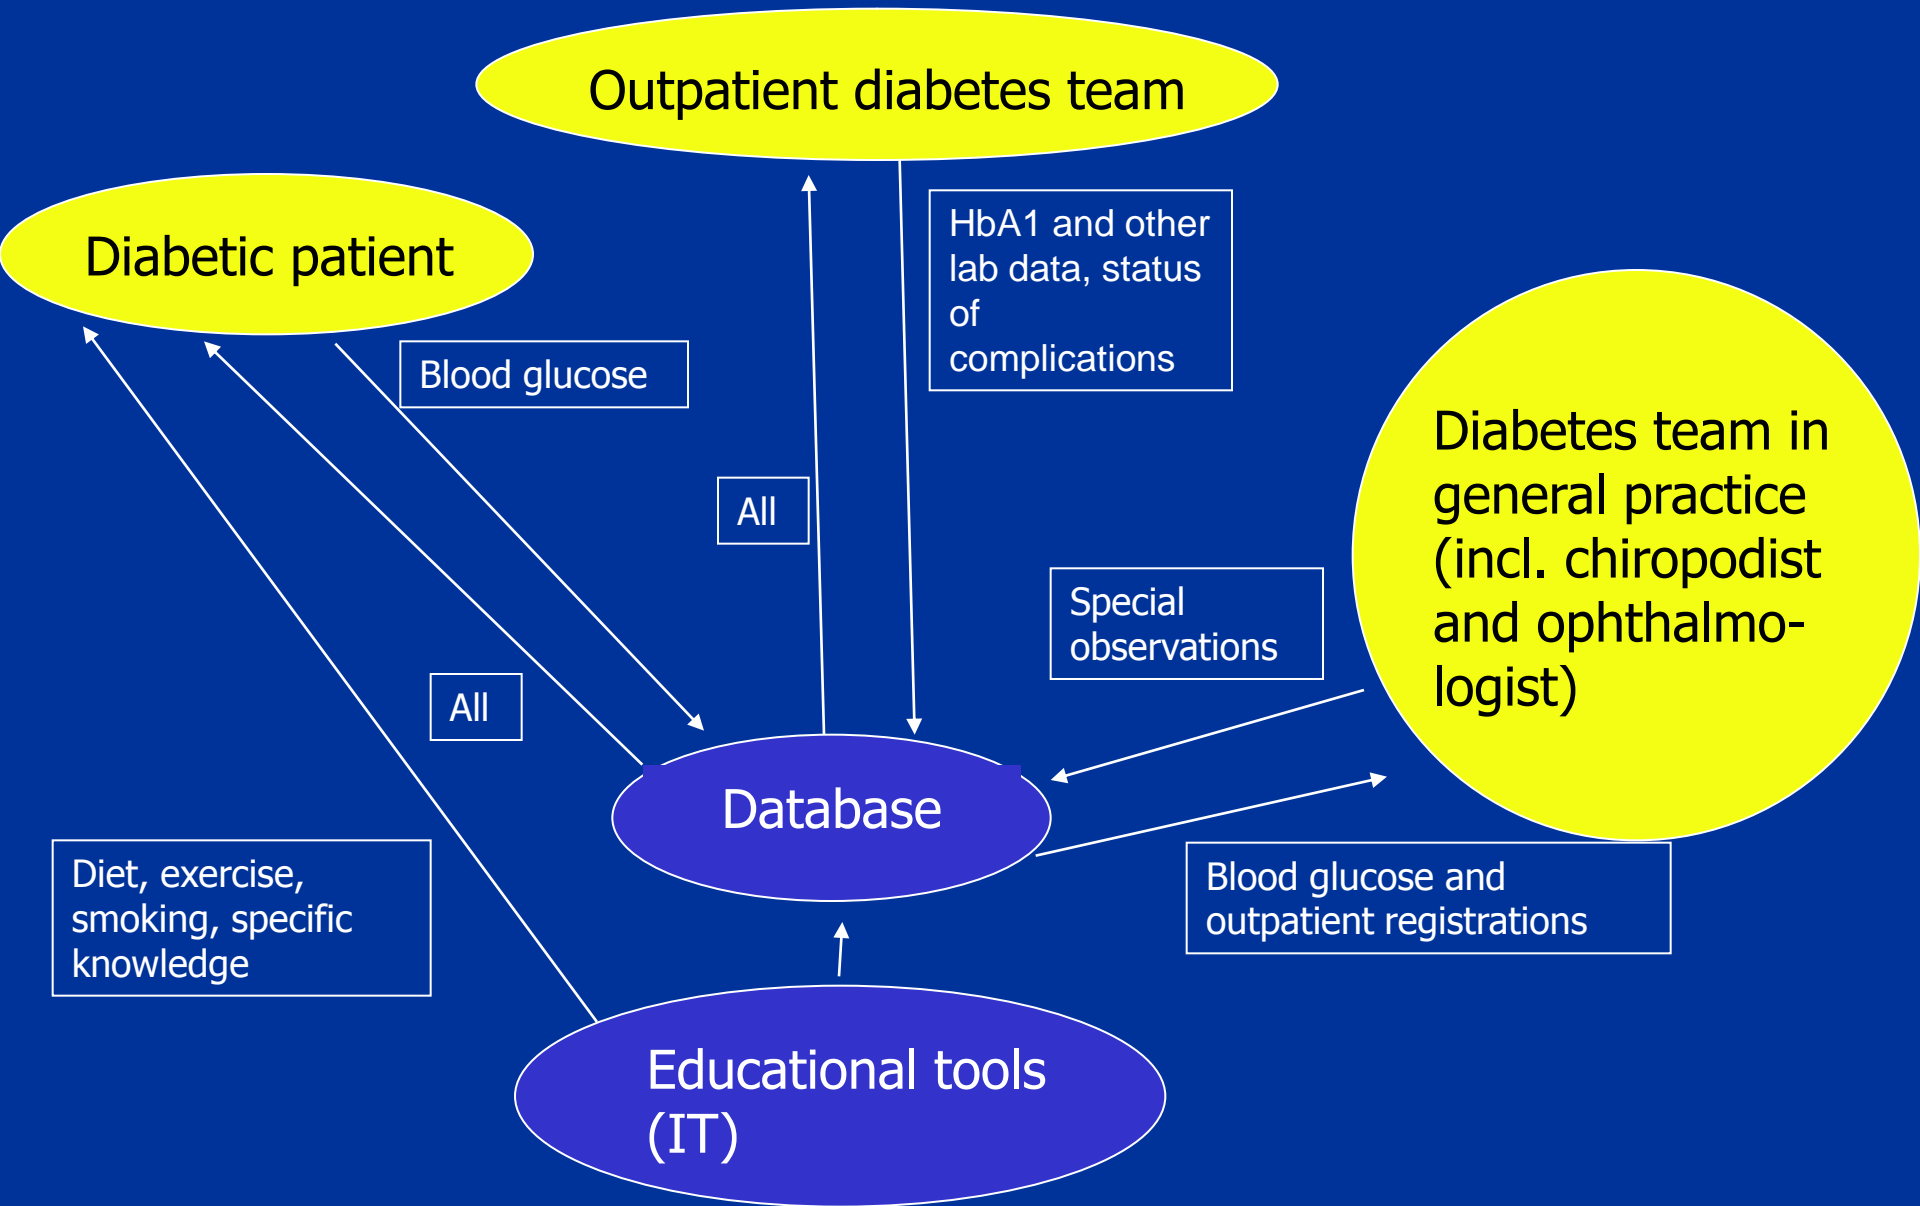 Outpatient diabetes team
Diabetic patient
HbA1 and other
lab data, status
of
complications
Blood glucose
Diabetes team in
general practice
(incl. chiropodist
and ophthalmo-
logist)
All
Special
observations
All
Database
Diet, exercise,
smoking, specific
knowledge
Blood glucose and
outpatient registrations
Educational tools
(IT)